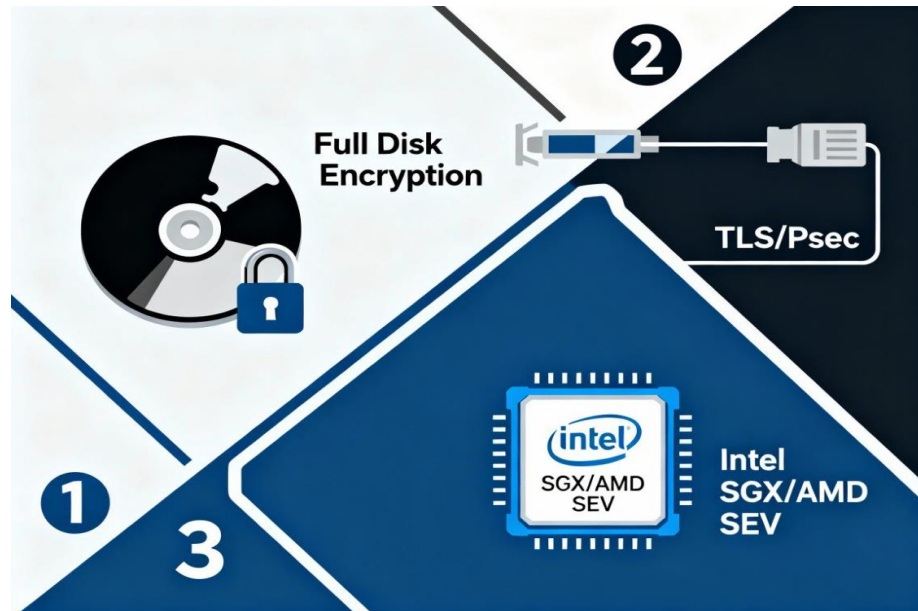 2
Full Disk
Encryption
TLS/Psec
intel
SGX/AMD
SEV
Intel
SGX/AMD
SEV
1
3